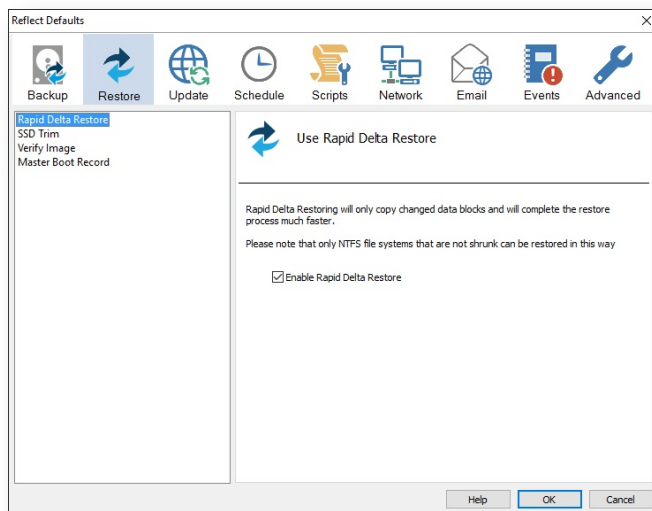 Reflect Defaults
Backup Restore Update Schedule Scripts Network Email Events Advanced
Rapid Delta Restore
SSD Trim
Verify Image
Master Boot Record
Use Rapid Delta Restore
Rapid Delta Restoring will only copy changed data blocks and will complete the restore
process much faster.
Please note that only NTFS file systems that are not shrunk can be restored in this way
Enable Rapid Delta Restore
Help OK Cancel